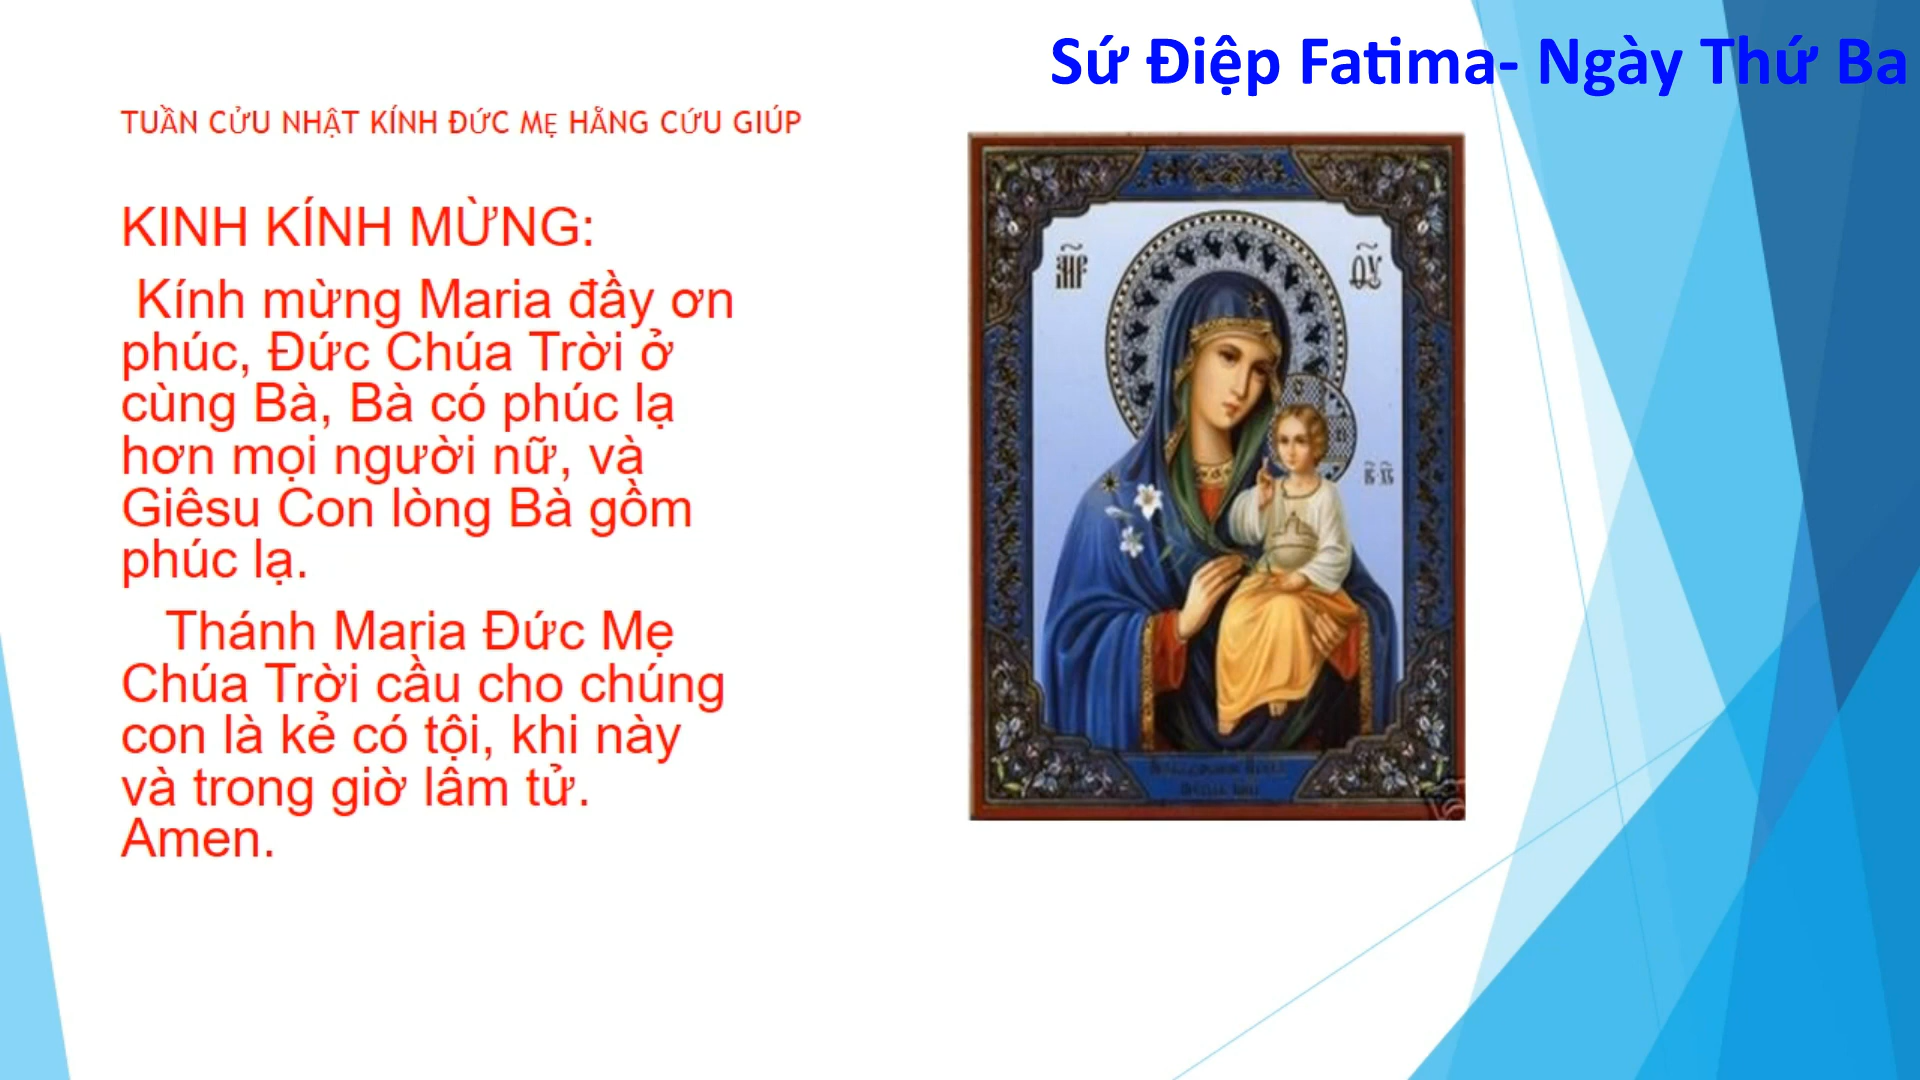 Sứ Điệp Fatima- Ngày Thứ Ba
TUẦN CỬU NHẬT KÍNH ĐỨC MẸ HẰNG CỨU GIÚP
KINH KÍNH MỪNG:
Kính mừng Maria đầy ơn
phúc, Đức Chúa Trời ở
cùng Bà, Bà có phúc lạ
hơn mọi người nữ, và
Giêsu Con lòng Bà gồm
phúc lạ.
Thánh Maria Đức Mẹ
Chúa Trời cầu cho chúng
con là kẻ có tội, khi này
và trong giờ lâm tử.
Amen.